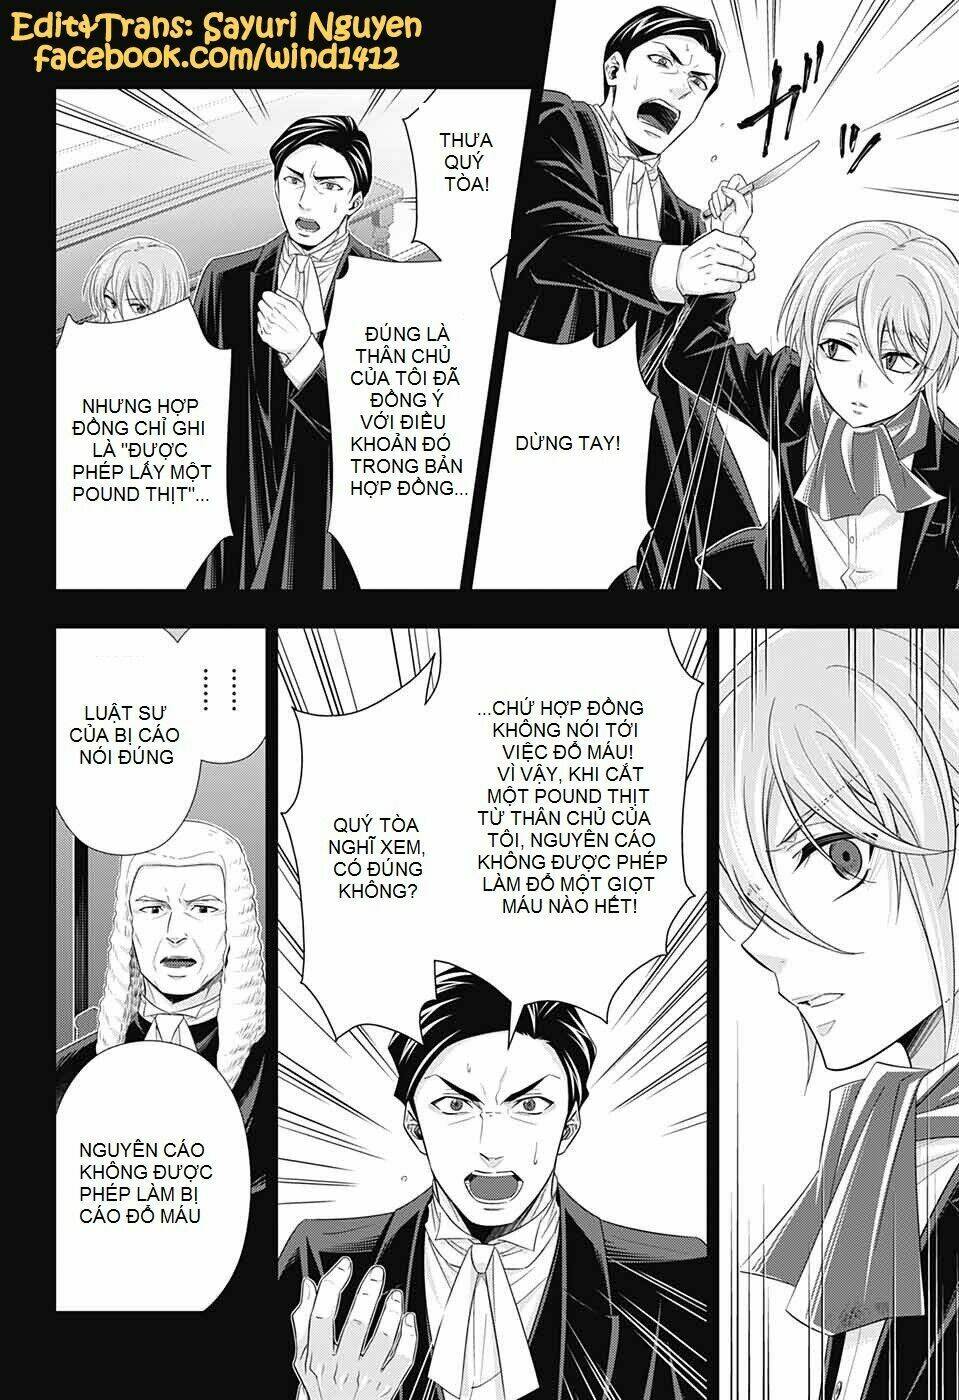 Edit&Trans: Sayuri Nguyen
facebook.com/wind1412
ガガッ
DỪNG TAY!
THƯA
QUÝ
TÒA!
ĐÚNG LÀ
THÂN CHỦ
CỦA TÔI ĐÃ
ĐỒNG Ý
VỚI ĐIỀU
KHOẢN ĐÓ
TRONG BẢN
HỢP ĐỒNG...
NHƯNG HỢP
ĐỒNG CHỈ GHI
LÀ "ĐƯỢC
PHÉP LẤY MỘT
POUND THỊT"...
...CHỨ HỢP ĐỒNG
KHÔNG NÓI TỚI
VIỆC ĐỔ MÁU!
VÌ VẬY, KHI CẮT
MỘT POUND THỊT
TỪ THÂN CHỦ CỦA
TÔI, NGUYÊN CÁO
KHÔNG ĐƯỢC PHÉP
LÀM ĐỔ MỘT GIỌT
MÁU NÀO HẾT!
QUÝ TÒA
NGHĨ XEM,
CÓ ĐÚNG
KHÔNG?
......
......
LUẬT SƯ
CỦA BỊ CÁO
NÓI ĐÚNG
NGUYÊN CÁO
KHÔNG ĐƯỢC
PHÉP LÀM BỊ
CÁO ĐỔ MÁU